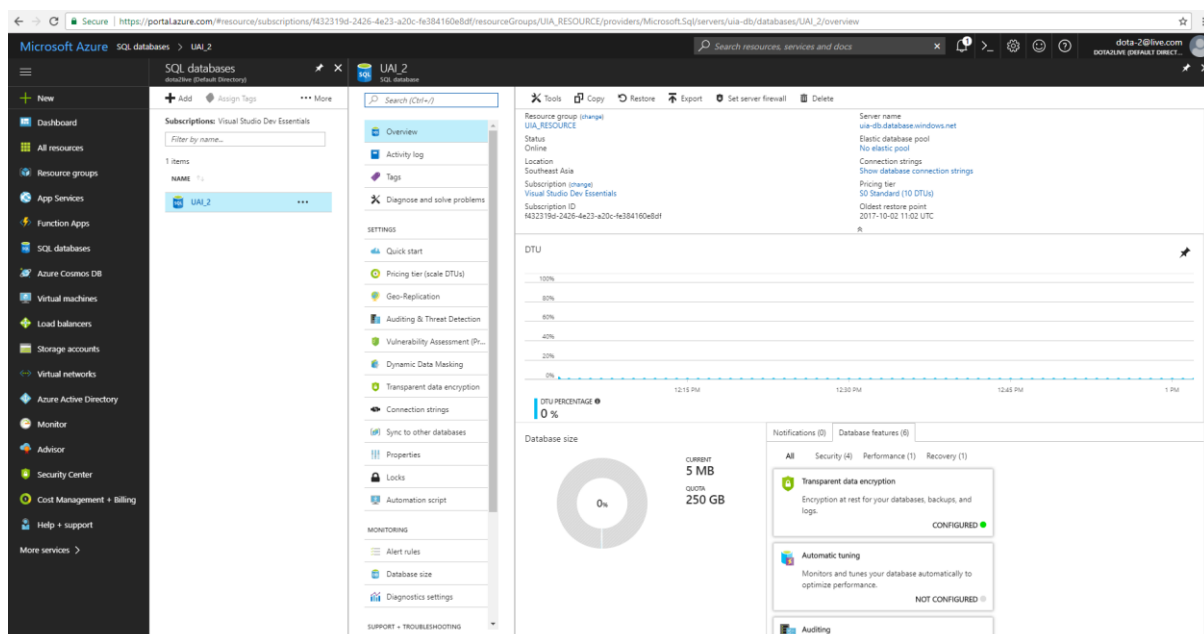 Secure | https://portal.azure.com/#resource/subscriptions/f432319d-2426-4e23-a20c-fe384160e8df/resourceGroups/UIA_RESOURCE/providers/Microsoft.Sql/servers/uia-db/databases/UAI_2/overview
Microsoft Azure SQL databases > UAI_2
Search resources, services and docs
1
dota-2@live.com
DOTA2LIVE (DEFAULT DIRECT...
New
Dashboard
All resources
Resource groups
App Services
Function Apps
SQL databases
Azure Cosmos DB
Virtual machines
Load balancers
Storage accounts
Virtual networks
Azure Active Directory
Monitor
Advisor
Security Center
Cost Management + Billing
Help + support
More services >
SQL databases
dota2live (Default Directory)
Add Assign Tags ••• More
Subscriptions: Visual Studio Dev Essentials
Filter by name...
1 items
NAME
UAI_2 •••
SQL
UAI_2
SQL database
Search (Ctrl+/)
Overview
Activity log
Tags
Diagnose and solve problems
SETTINGS
Quick start
Pricing tier (scale DTUs)
Geo-Replication
Auditing & Threat Detection
Vulnerability Assessment (Pr...
Dynamic Data Masking
Transparent data encryption
Connection strings
Sync to other databases
Properties
Locks
Automation script
MONITORING
Alert rules
Database size
Diagnostics settings
SUPPORT + TROUBLESHOOTING
Tools Copy Restore Export Set server firewall Delete
Resource group (change)
UIA_RESOURCE
Status
Online
Location
Southeast Asia
Subscription (change)
Visual Studio Dev Essentials
Subscription ID
f432319d-2426-4e23-a20c-fe384160e8df
Server name
uia-db.database.windows.net
Elastic database pool
No elastic pool
Connection strings
Show database connection strings
Pricing tier
S0 Standard (10 DTUs)
Oldest restore point
2017-10-02 11:02 UTC
DTU
100%
80%
60%
40%
20%
0%
12:15 PM 12:30 PM 12:45 PM 1 PM
DTU PERCENTAGE
0 %
Database size
0%
CURRENT
5 MB
QUOTA
250 GB
Notifications (0) Database features (6)
All Security (4) Performance (1) Recovery (1)
Transparent data encryption
Encryption at rest for your databases, backups, and
logs.
CONFIGURED
Automatic tuning
Monitors and tunes your database automatically to
optimize performance.
NOT CONFIGURED
Auditing